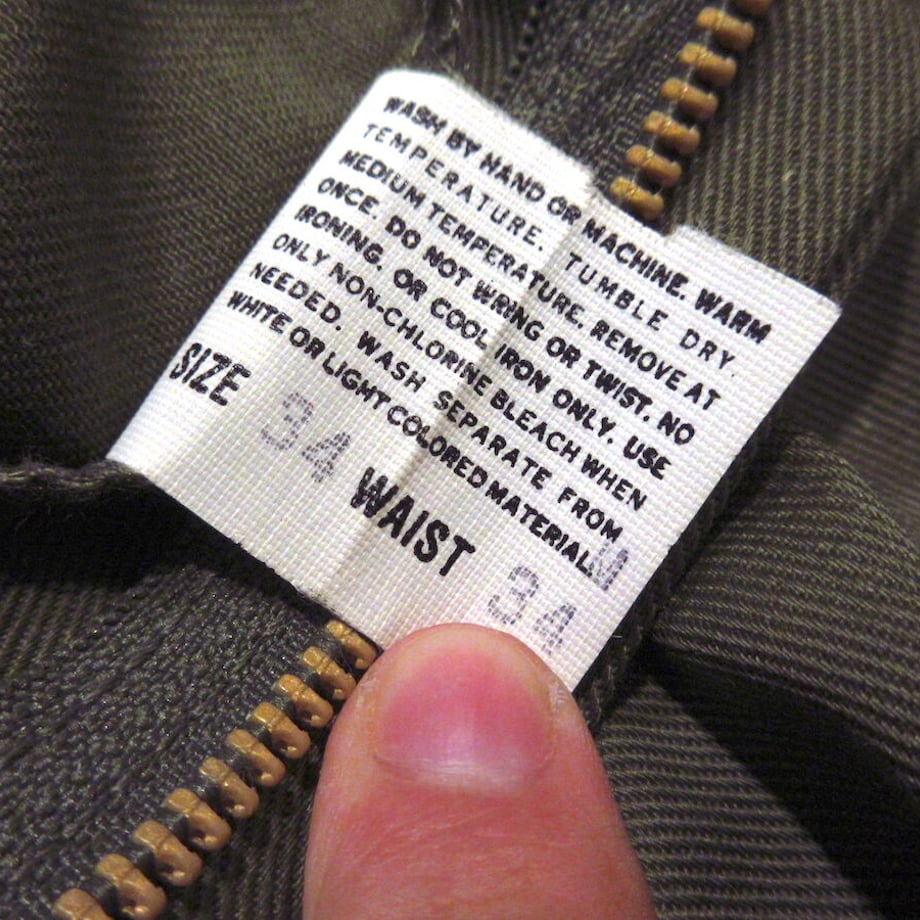 WASH BY HAND OR MACHINE. WARM
TEMPERATURE. TUMBLE DRY.
MEDIUM TEMPERATURE. REMOVE AT
ONCE. DO NOT WRING OR TWIST. NO
IRONING. OR COOL IRON ONLY. USE
ONLY NON-CHLORINE BLEACH WHEN
NEEDED. WASH SEPARATE FROM
WHITE OR LIGHT COLORED MATERIAL.
M
SIZE 34 WAIST 34